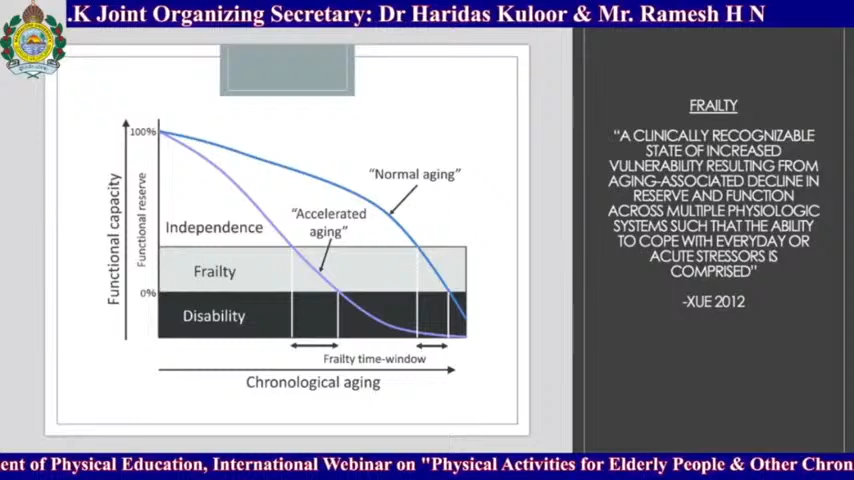 .K Joint Organizing Secretary: Dr Haridas Kuloor & Mr. Ramesh H N
100%
Functional capacity
Functional reserve
"Normal aging"
"Accelerated
aging"
Independence
Frailty
0%
Disability
Frailty time-window
Chronological aging
FRAILTY
"A CLINICALLY RECOGNIZABLE
STATE OF INCREASED
VULNERABILITY RESULTING FROM
AGING-ASSOCIATED DECLINE IN
RESERVE AND FUNCTION
ACROSS MULTIPLE PHYSIOLOGIC
SYSTEMS SUCH THAT THE ABILITY
TO COPE WITH EVERYDAY OR
ACUTE STRESSORS IS
COMPRISED"
-XUE 2012
ent of Physical Education, International Webinar on "Physical Activities for Elderly People & Other Chron